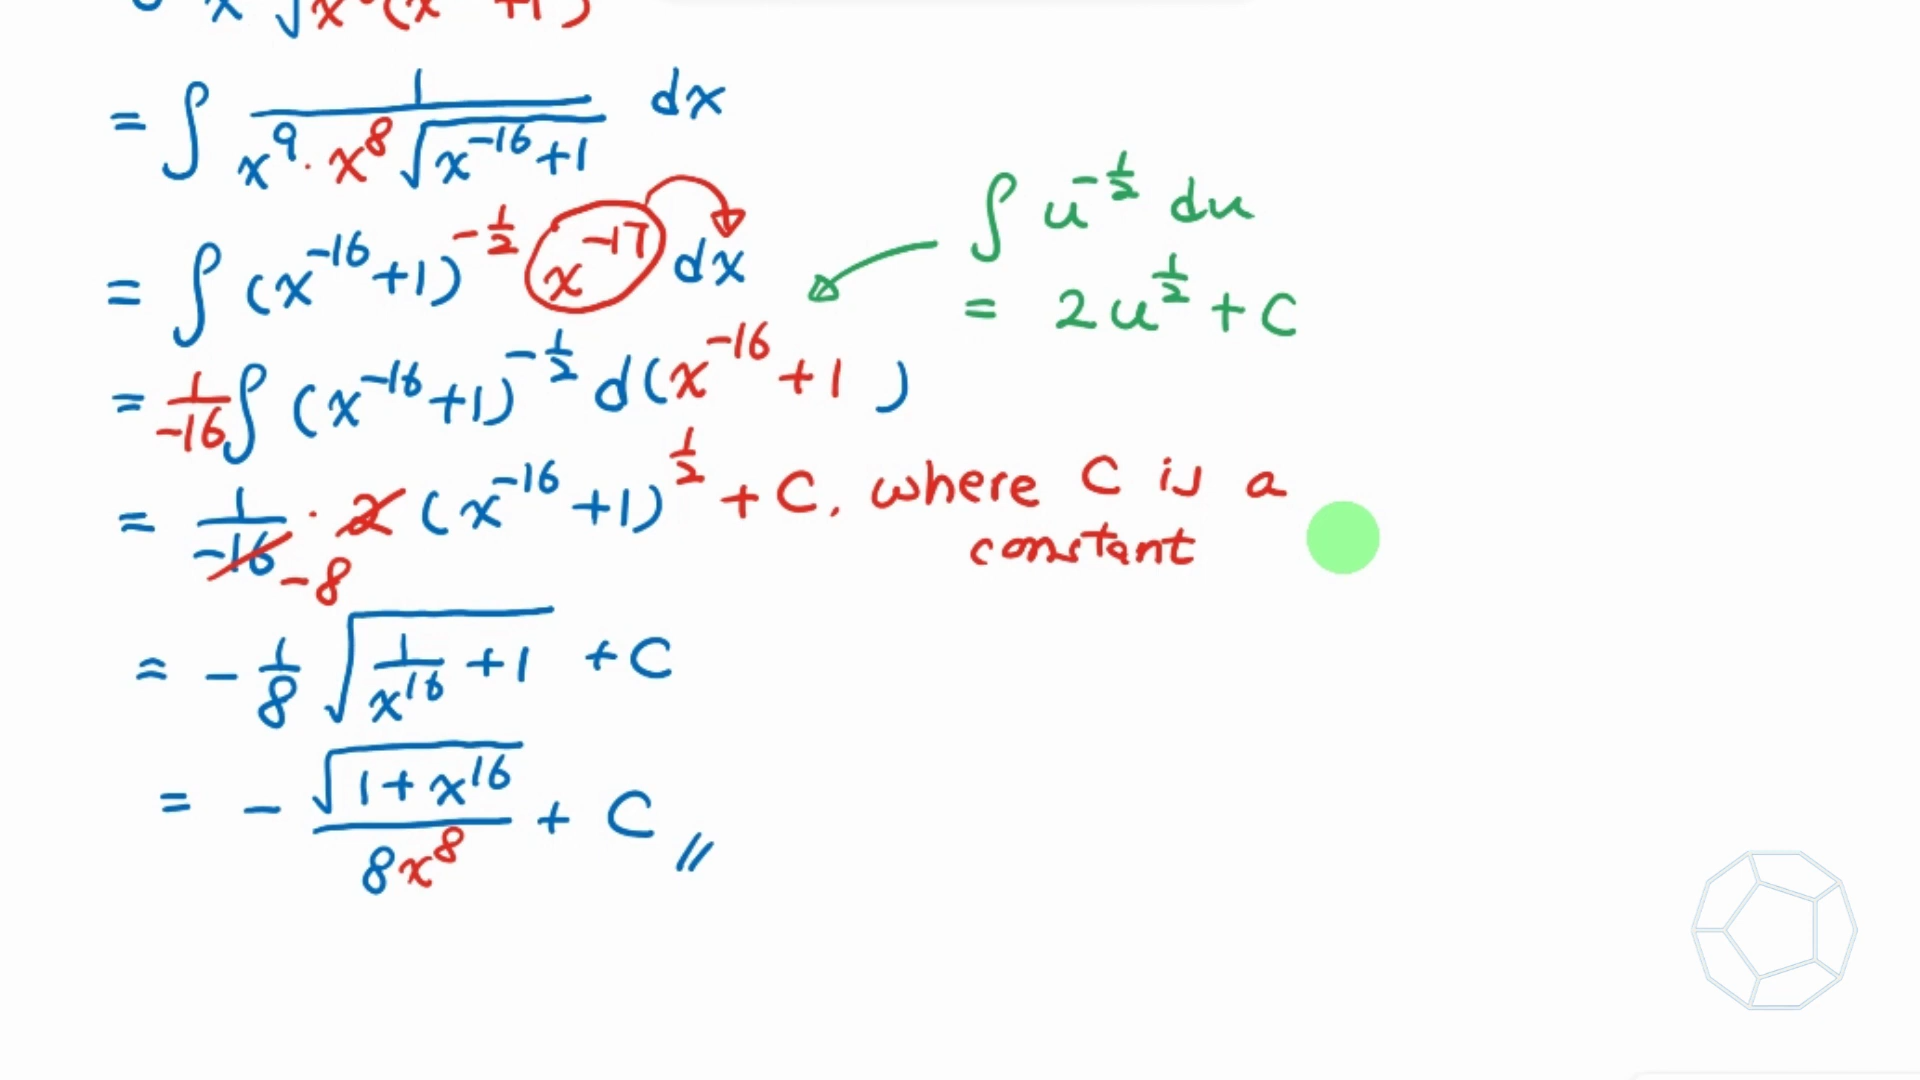 = ∫ 1 / (x^9 · x^8 √(x^-16 + 1)) dx
= ∫ (x^-16 + 1)^-1/2 x^-17 dx
∫ u^-1/2 du
= 2u^1/2 + C
= 1/-16 ∫ (x^-16 + 1)^-1/2 d(x^-16 + 1)
= 1/-16 · 2 (x^-16 + 1)^1/2 + C, where C is a
-8
constant
= - 1/8 √(1/x^16 + 1) + C
= - √(1 + x^16) / 8x^8 + C //